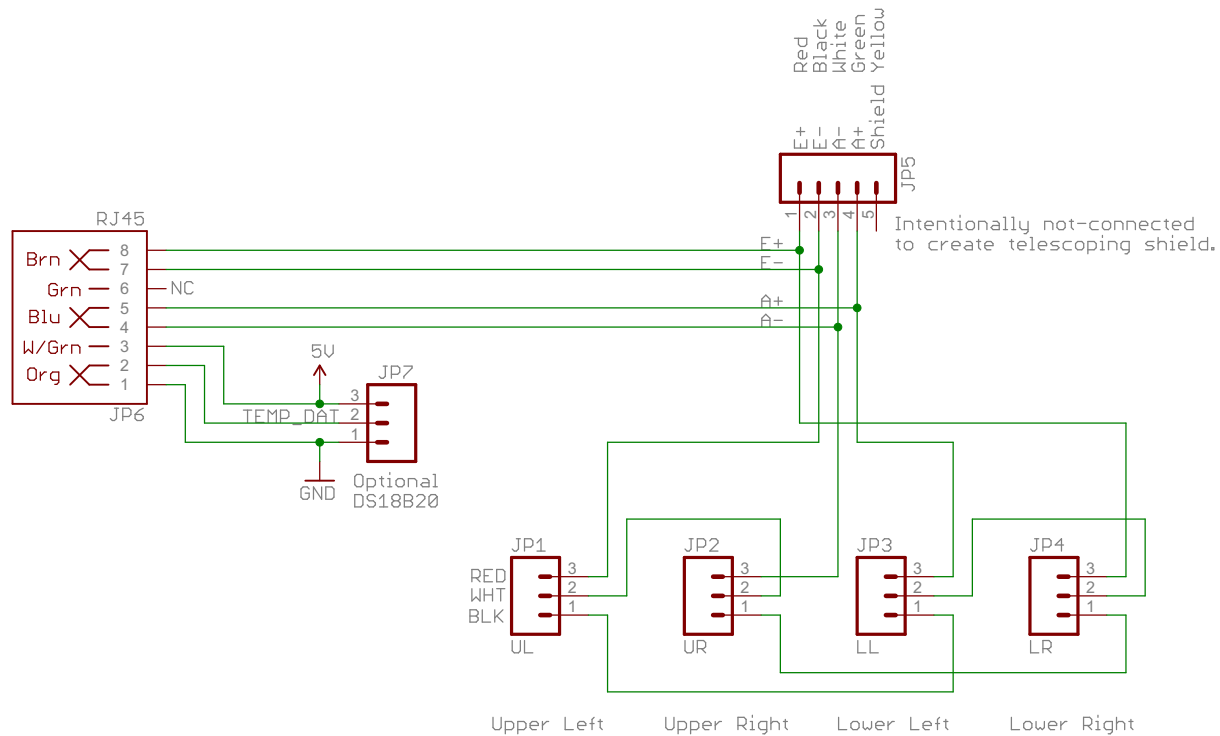 Red
Black
White
Green
Yellow
E+
E-
A-
A+
Shield
JP5
1
2
3
4
5
Intentionally not-connected
to create telescoping shield.
RJ45
Brn
8
7
Grn
6
NC
Blu
5
4
W/Grn
3
Org
2
1
JP6
E+
E-
A+
A-
5V
JP7
3
TEMP_DAT
2
1
GND
Optional
DS18B20
JP1
RED
3
WHT
2
BLK
1
UL
JP2
3
2
1
UR
JP3
3
2
1
LL
JP4
3
2
1
LR
Upper Left
Upper Right
Lower Left
Lower Right